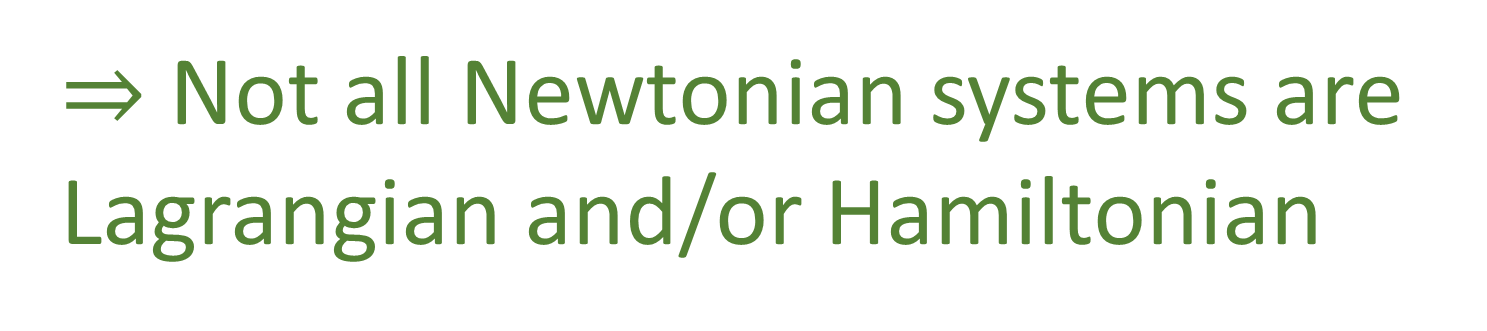 ⇒ Not all Newtonian systems are
Lagrangian and/or Hamiltonian